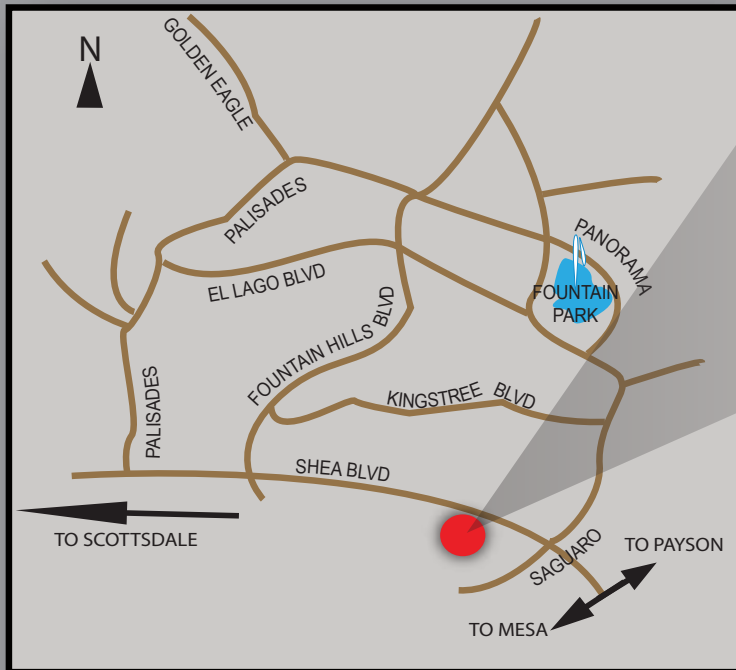 N
GOLDEN EAGLE
PALISADES
EL LAGO BLVD
PANORAMA
FOUNTAIN
PARK
FOUNTAIN HILLS BLVD
PALISADES
KINGSTREE BLVD
SHEA BLVD
TO SCOTTSDALE
SAGUARO
TO PAYSON
TO MESA